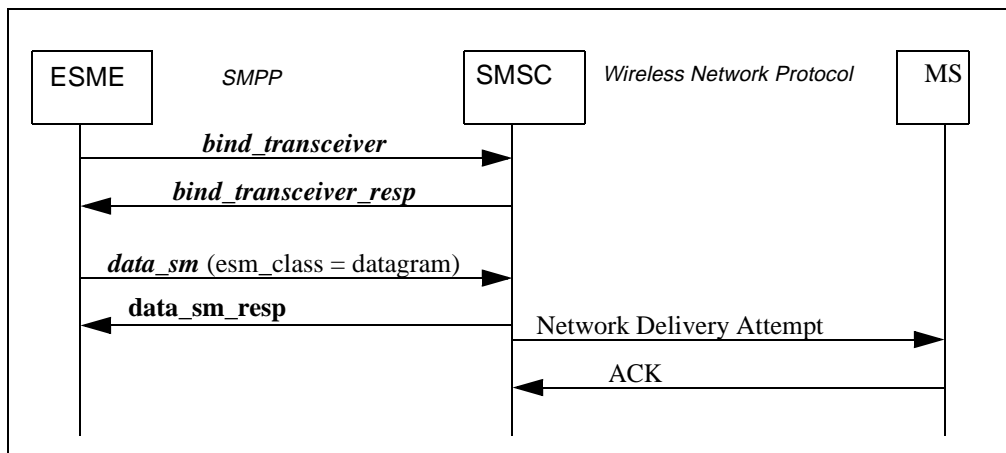 ESME SMPP SMSC Wireless Network Protocol MS
bind_transceiver
bind_transceiver_resp
data_sm (esm_class = datagram)
data_sm_resp
Network Delivery Attempt
ACK